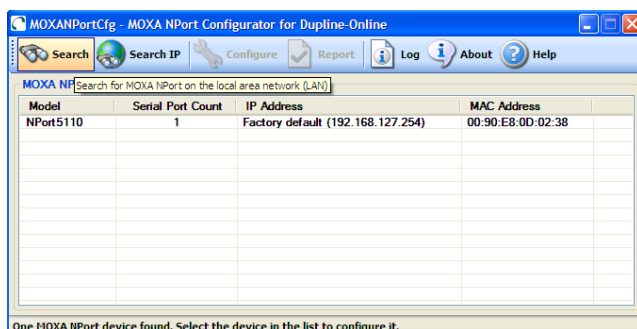 MOXANPortCfg - MOXA NPort Configurator for Dupline-Online
Search Search IP Configure Report Log About Help
MOXA NP
Search for MOXA NPort on the local area network (LAN)
Model Serial Port Count IP Address MAC Address
NPort5110 1 Factory default (192.168.127.254) 00:90:E8:0D:02:38
One MOXA NPort device found. Select the device in the list to configure it.